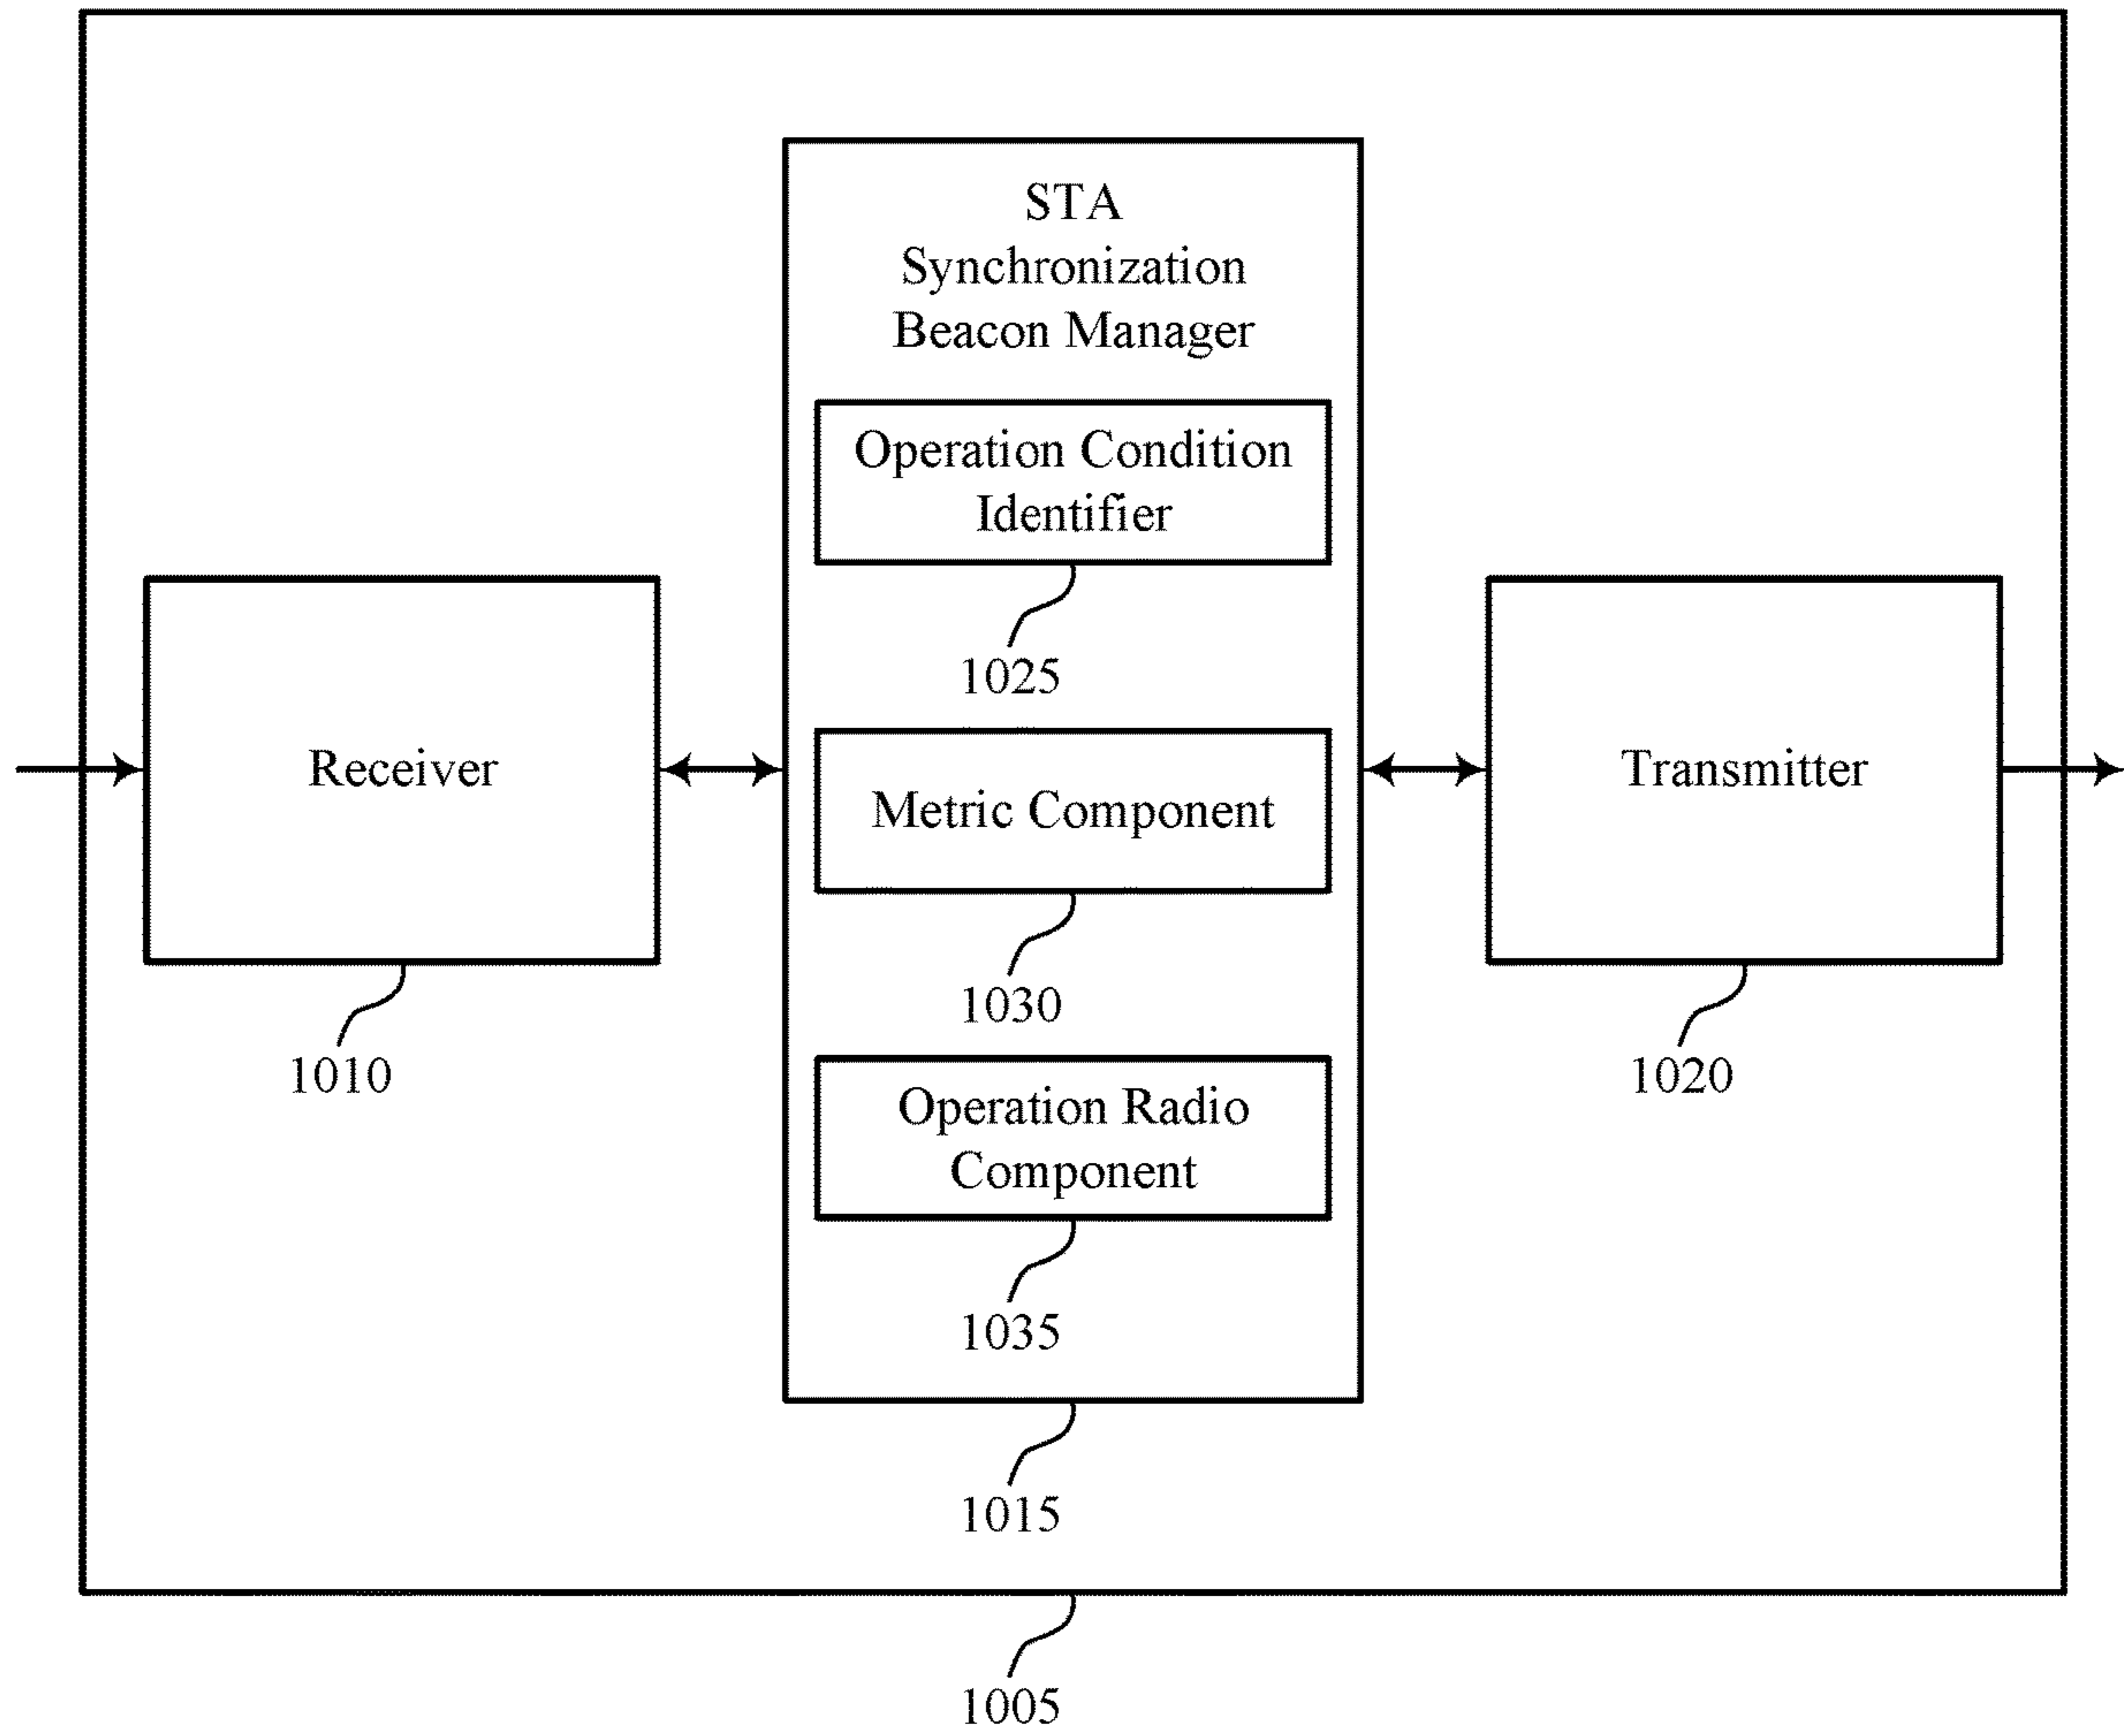 STA
Synchronization
Beacon Manager
Operation Condition
Identifier
1025
Receiver
1010
Metric Component
1030
Transmitter
1020
Operation Radio
Component
1035
1015
1005